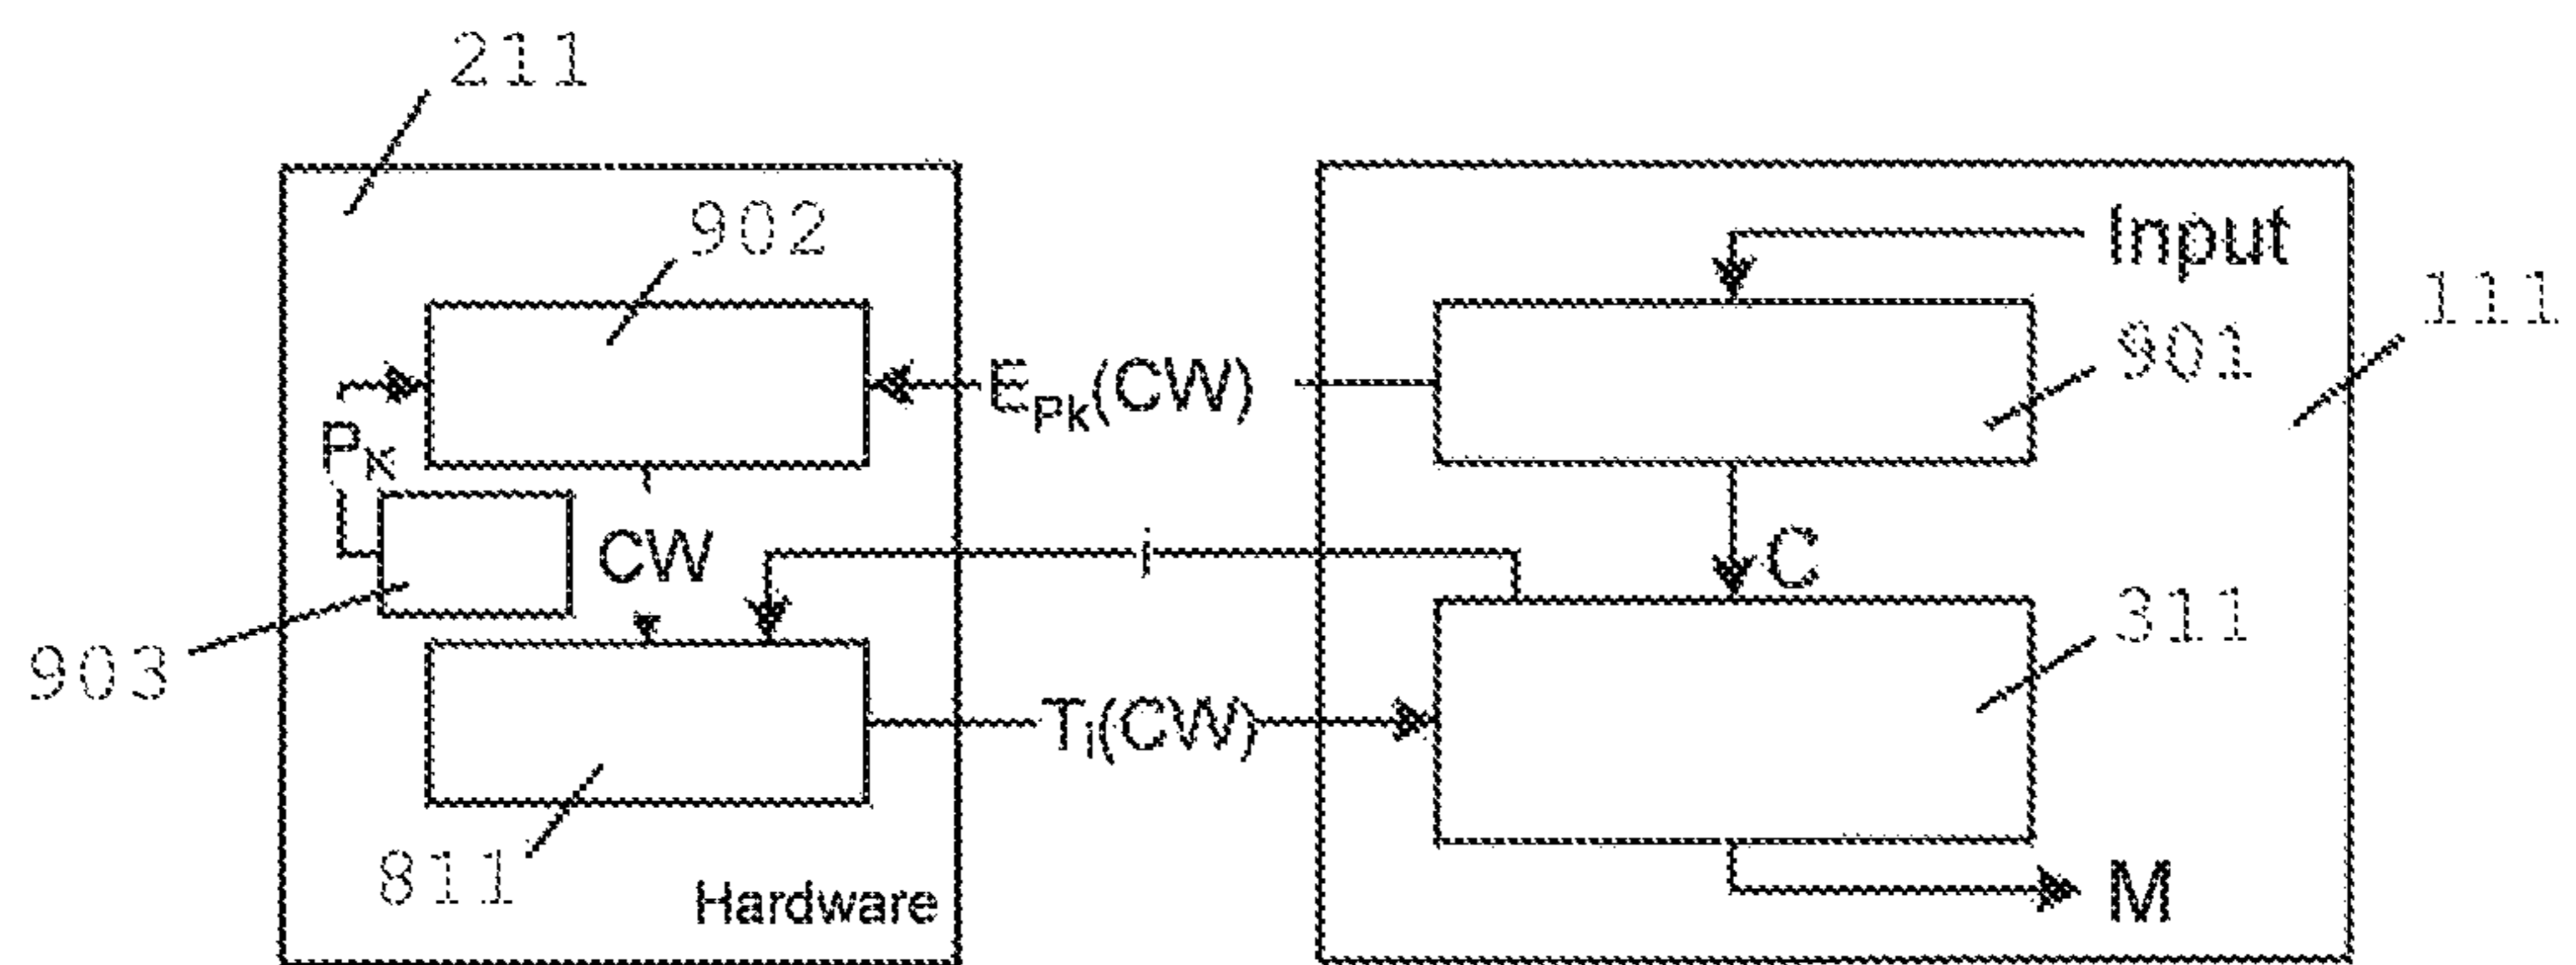 211
902
Input
111
901
E_Pk(CW)
P_K
CW
i
C
903
311
T_i(CW)
811
Hardware
M